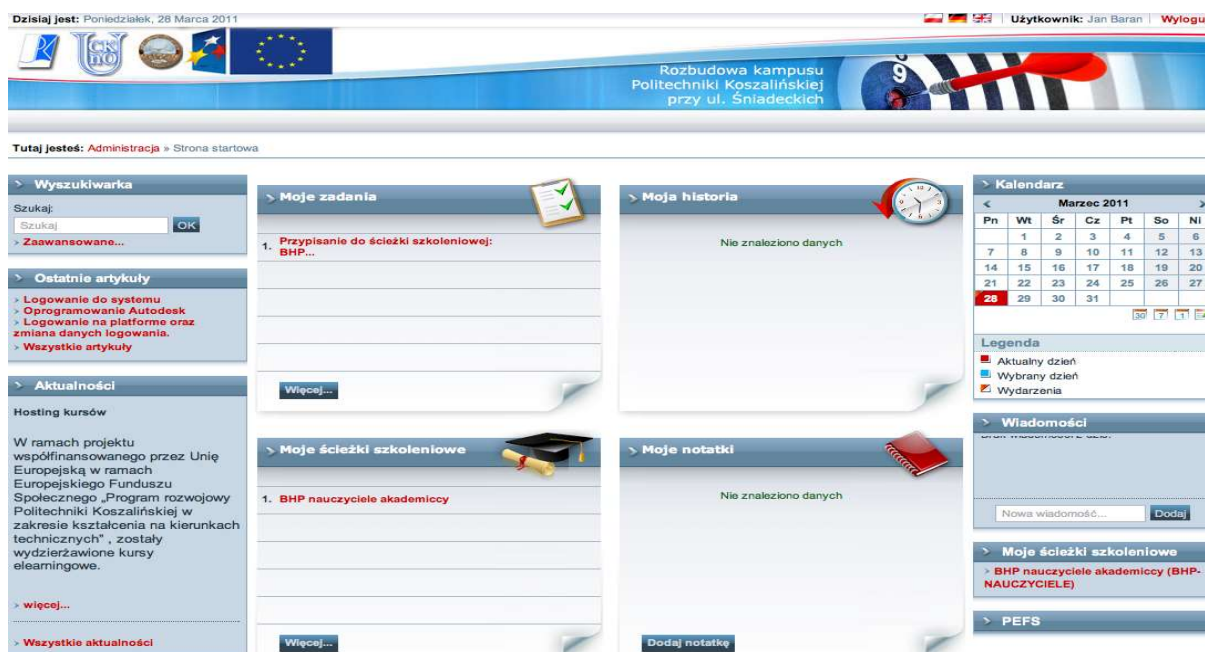 Dzisiaj jest: Poniedziałek, 28 Marca 2011
Użytkownik: Jan Baran
Wylogu
Rozbudowa kampusu
Politechniki Koszalińskiej
przy ul. Śniadeckich
Tutaj jesteś: Administracja » Strona startowa
Wyszukiwarka
Szukaj:
Szukaj OK
> Zaawansowane...
Ostatnie artykuły
> Logowanie do systemu
> Oprogramowanie Autodesk
> Logowanie na platforme oraz
zmiana danych logowania.
> Wszystkie artykuły
Aktualności
Hosting kursów
W ramach projektu
współfinansowanego przez Unię
Europejską w ramach
Europejskiego Funduszu
Społecznego „Program rozwojowy
Politechniki Koszalińskiej w
zakresie kształcenia na kierunkach
technicznych" , zostały
wydzierżawione kursy
elearningowe.
> więcej...
> Wszystkie aktualności
Moje zadania
1. Przypisanie do ścieżki szkoleniowej:
BHP...
Więcej...
Moja historia
Nie znaleziono danych
Moje ścieżki szkoleniowe
1. BHP nauczyciele akademiccy
Więcej...
Moje notatki
Nie znaleziono danych
Dodaj notatkę
Kalendarz
< Marzec 2011 >
Pn Wt Śr Cz Pt So Ni
1 2 3 4 5 6
7 8 9 10 11 12 13
14 15 16 17 18 19 20
21 22 23 24 25 26 27
28 29 30 31
30 7 1
Legenda
Aktualny dzień
Wybrany dzień
Wydarzenia
Wiadomości
Nowa wiadomość... Dodaj
Moje ścieżki szkoleniowe
> BHP nauczyciele akademiccy (BHP-
NAUCZYCIELE)
PEFS